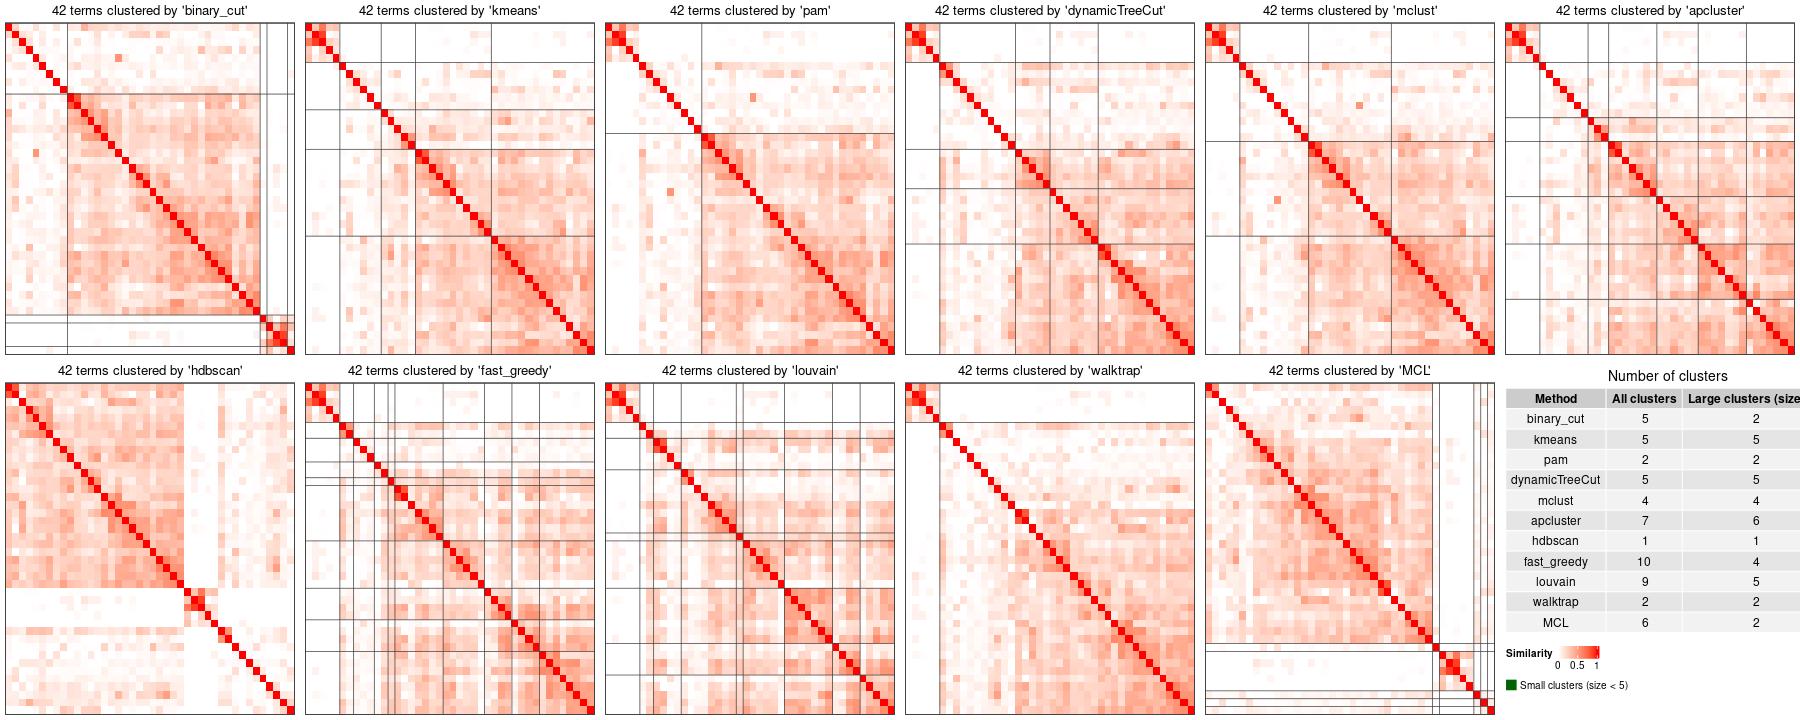 42 terms clustered by 'binary_cut'
42 terms clustered by 'kmeans'
42 terms clustered by 'pam'
42 terms clustered by 'dynamicTreeCut'
42 terms clustered by 'mclust'
42 terms clustered by 'apcluster'
42 terms clustered by 'hdbscan'
42 terms clustered by 'fast_greedy'
42 terms clustered by 'louvain'
42 terms clustered by 'walktrap'
42 terms clustered by 'MCL'
Number of clusters
Method All clusters Large clusters (size
binary_cut 5 2
kmeans 5 5
pam 2 2
dynamicTreeCut 5 5
mclust 4 4
apcluster 7 6
hdbscan 1 1
fast_greedy 10 4
louvain 9 5
walktrap 2 2
MCL 6 2
Similarity
0 0.5 1
Small clusters (size < 5)